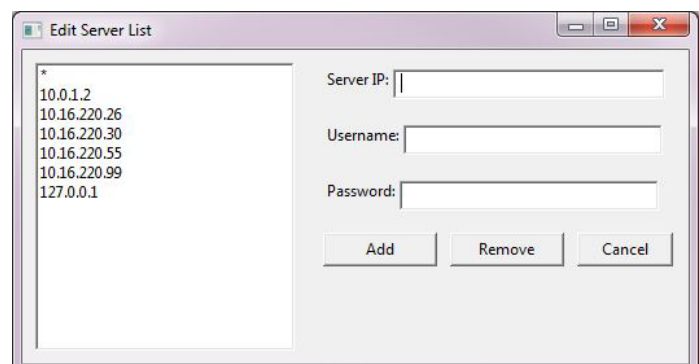 Edit Server List
*
10.0.1.2
10.16.220.26
10.16.220.30
10.16.220.55
10.16.220.99
127.0.0.1
Server IP:
Username:
Password:
Add Remove Cancel